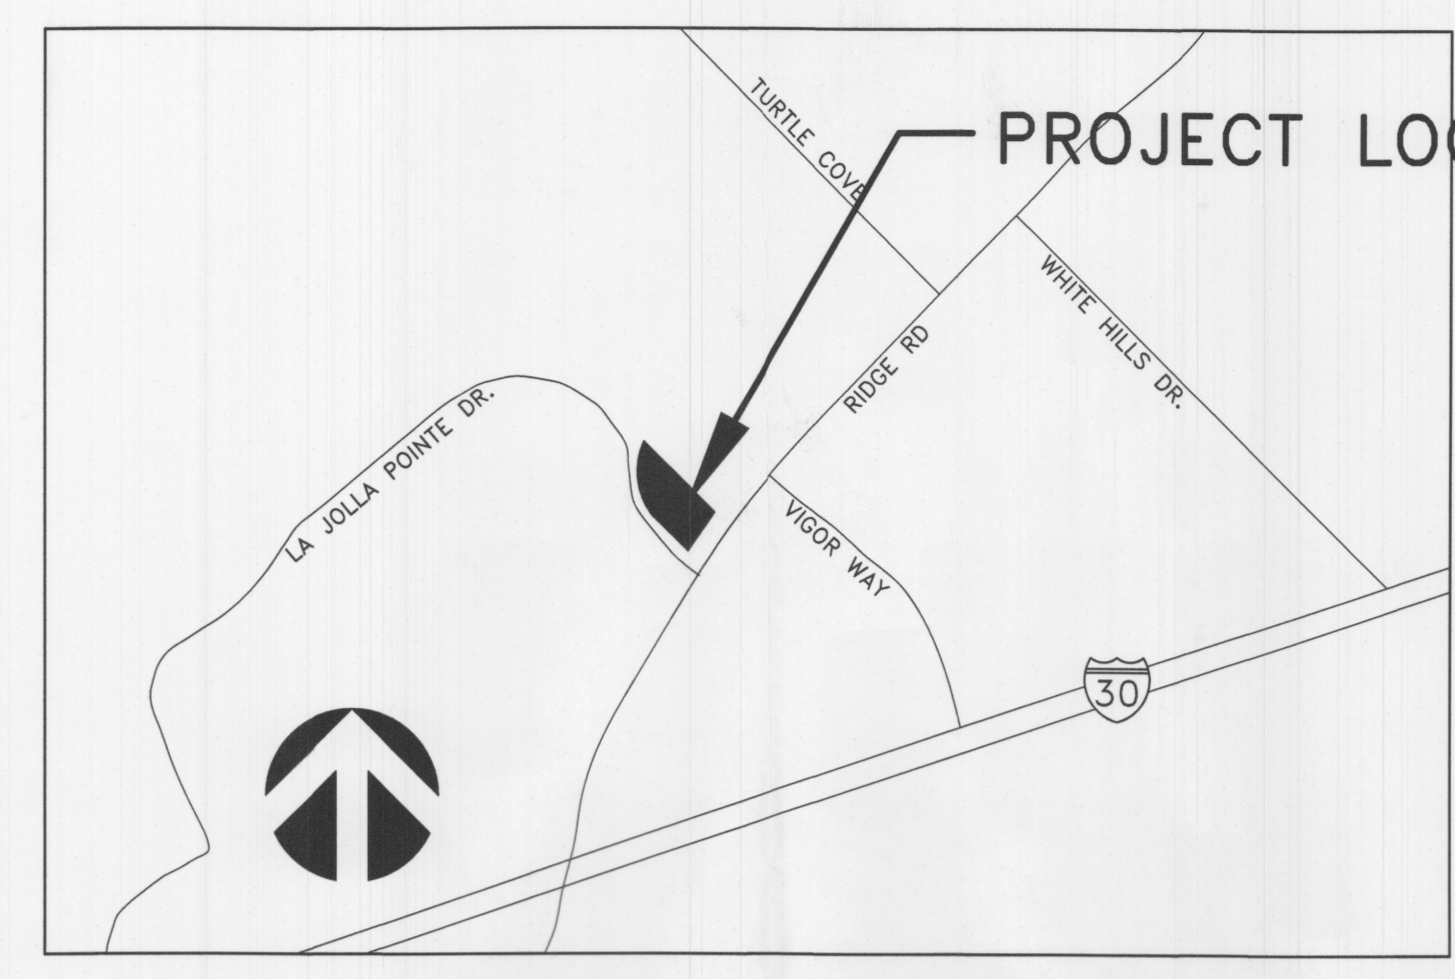 TURTLE COVE
PROJECT LOC
WHITE HILLS DR.
RIDGE RD
LA JOLLA POINTE DR.
VIGOR WAY
30